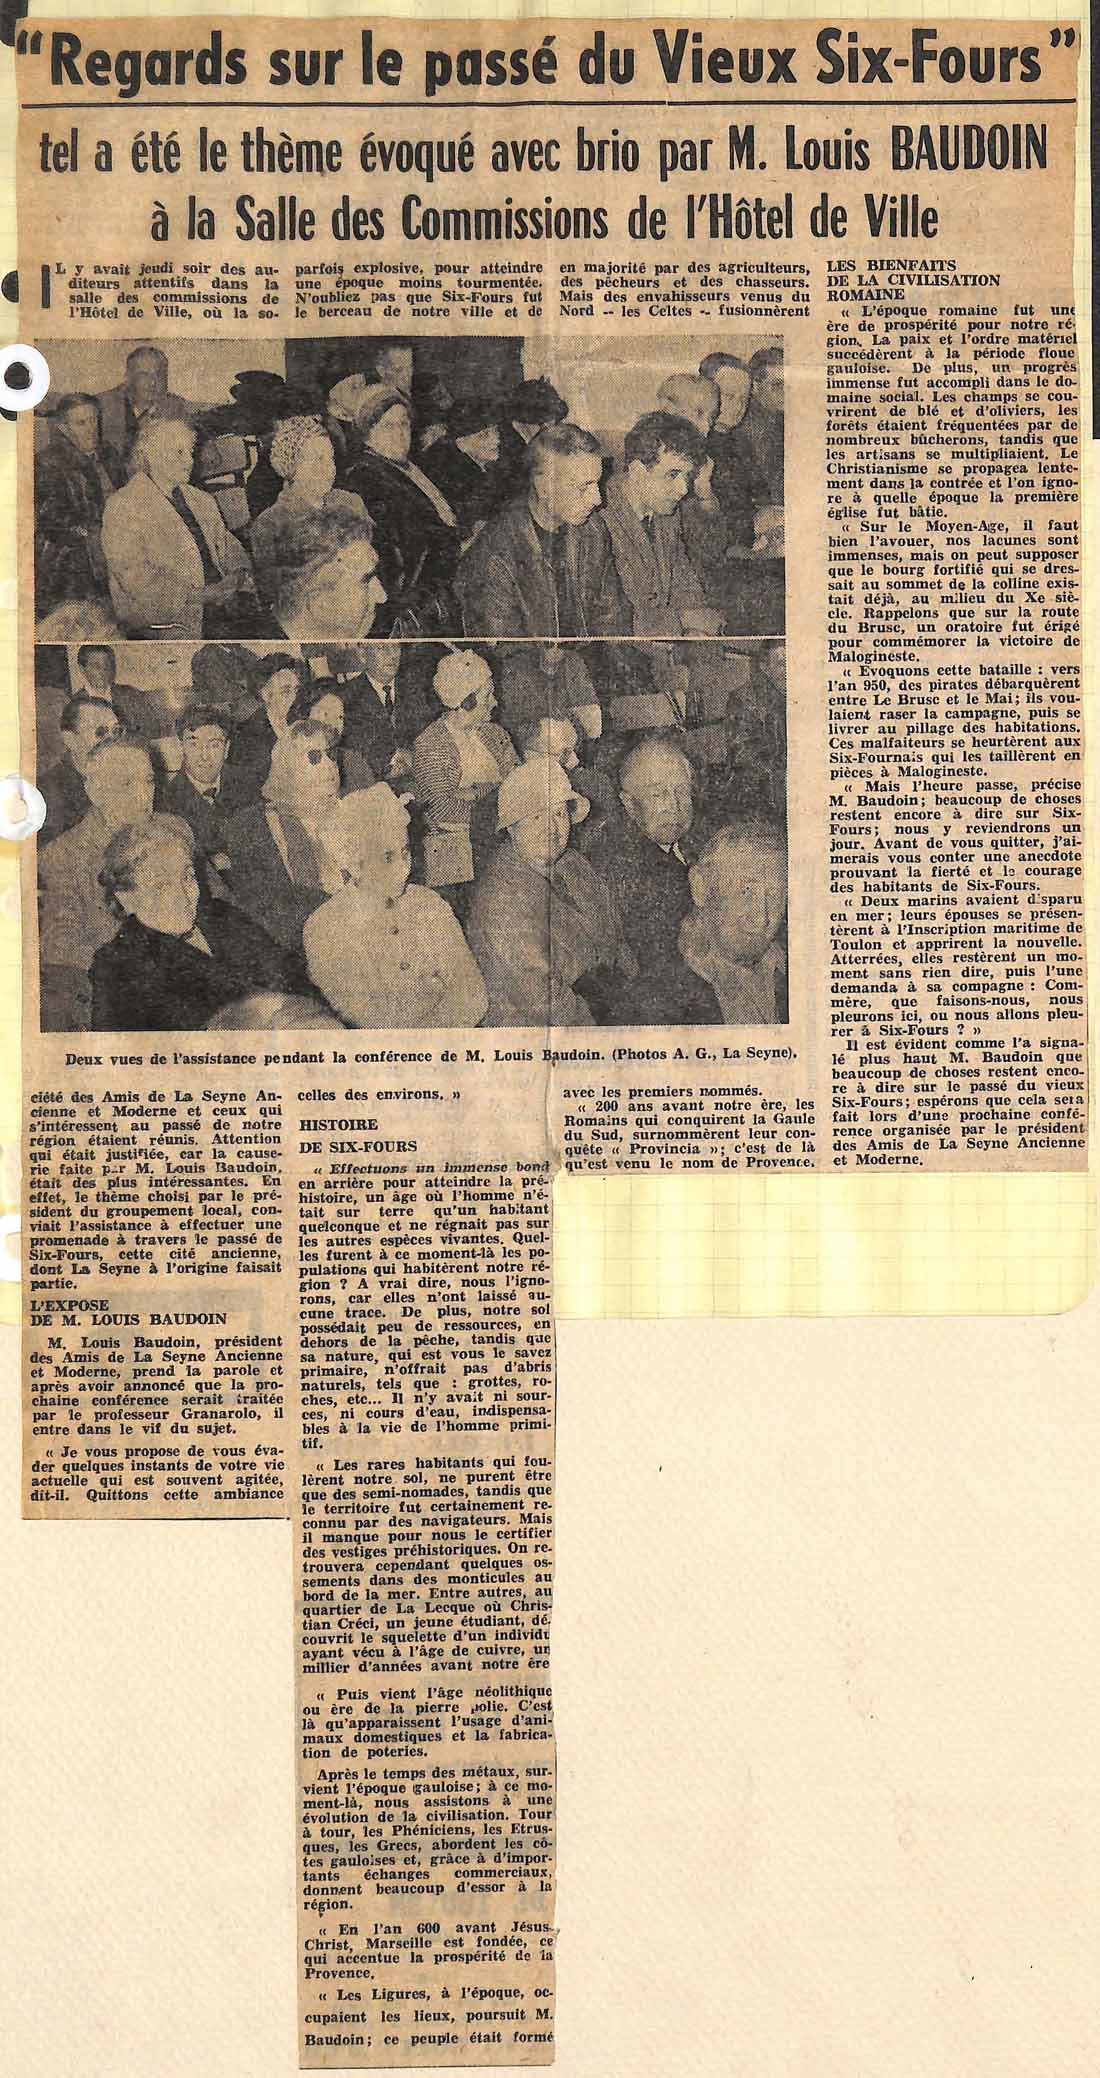 “Regards sur le passé du Vieux Six-Fours”
tel a été le thème évoqué avec brio par M. Louis BAUDOIN
à la Salle des Commissions de l'Hôtel de Ville
IL y avait jeudi soir des au-
diteurs attentifs dans la
salle des commissions de
l'Hôtel de Ville, où la so-
ciété des Amis de La Seyne An-
cienne et Moderne et ceux qui
s'intéressent au passé de notre
région étaient réunis. Attention
qui était justifiée, car la cause-
rie faite par M. Louis Baudoin,
était des plus intéressantes. En
effet, le thème choisi par le pré-
sident du groupement local, con-
viait l'assistance à effectuer une
promenade à travers le passé de
Six-Fours, cette cité ancienne,
dont La Seyne à l'origine faisait
partie.
L'EXPOSE
DE M. LOUIS BAUDOIN
M. Louis Baudoin, président
des Amis de La Seyne Ancienne
et Moderne, prend la parole et
après avoir annoncé que la pro-
chaine conférence serait traitée
par le professeur Granarolo, il
entre dans le vif du sujet.
« Je vous propose de vous éva-
der quelques instants de votre vie
actuelle qui est souvent agitée,
dit-il. Quittons cette ambiance
parfois explosive, pour atteindre
une époque moins tourmentée.
N'oubliez pas que Six-Fours fut
le berceau de notre ville et de
celles des environs. »
HISTOIRE
DE SIX-FOURS
« Effectuons un immense bond
en arrière pour atteindre la pré-
histoire, un âge où l'homme n'é-
tait sur terre qu'un habitant
quelconque et ne régnait pas sur
les autres espèces vivantes. Quel-
les furent à ce moment-là les po-
pulations qui habitèrent notre ré-
gion ? A vrai dire, nous l'igno-
rons, car elles n'ont laissé au-
cune trace. De plus, notre sol
possédait peu de ressources, en
dehors de la pêche, tandis que
sa nature, qui est vous le savez
primaire, n'offrait pas d'abris
naturels, tels que : grottes, ro-
ches, etc... Il n'y avait ni sour-
ces, ni cours d'eau, indispensa-
bles à la vie de l'homme primi-
tif.
« Les rares habitants qui fou-
lèrent notre sol, ne purent être
que des semi-nomades, tandis que
le territoire fut certainement re-
connu par des navigateurs. Mais
il manque pour nous le certifier
des vestiges préhistoriques. On re-
trouvera cependant quelques os-
sements dans des monticules au
bord de la mer. Entre autres, au
quartier de La Lecque où Chris-
tian Créci, un jeune étudiant, dé-
couvrit le squelette d'un individu
ayant vécu à l'âge de cuivre, un
millier d'années avant notre ère
« Puis vient l'âge néolithique
ou ère de la pierre polie. C'est
là qu'apparaissent l'usage d'ani-
maux domestiques et la fabrica-
tion de poteries.
Après le temps des métaux, sur-
vient l'époque gauloise ; à ce mo-
ment-là, nous assistons à une
évolution de la civilisation. Tour
à tour, les Phéniciens, les Etrus-
ques, les Grecs, abordent les cô-
tes gauloises et, grâce à d'impor-
tants échanges commerciaux,
donnent beaucoup d'essor à la
région.
« En l'an 600 avant Jésus-
Christ, Marseille est fondée, ce
qui accentue la prospérité de la
Provence.
« Les Ligures, à l'époque, oc-
cupaient les lieux, poursuit M.
Baudoin ; ce peuple était formé
en majorité par des agriculteurs,
des pêcheurs et des chasseurs.
Mais des envahisseurs venus du
Nord -- les Celtes -- fusionnèrent
avec les premiers nommés.
« 200 ans avant notre ère, les
Romains qui conquirent la Gaule
du Sud, surnommèrent leur con-
quête « Provincia » ; c'est de là
qu'est venu le nom de Provence.
LES BIENFAITS
DE LA CIVILISATION
ROMAINE
« L'époque romaine fut une
ère de prospérité pour notre ré-
gion. La paix et l'ordre matériel
succédèrent à la période floue
gauloise. De plus, un progrès
immense fut accompli dans le do-
maine social. Les champs se cou-
vrirent de blé et d'oliviers, les
forêts étaient fréquentées par de
nombreux bûcherons, tandis que
les artisans se multipliaient. Le
Christianisme se propagea lente-
ment dans la contrée et l'on igno-
re à quelle époque la première
église fut bâtie.
« Sur le Moyen-Age, il faut
bien l'avouer, nos lacunes sont
immenses, mais on peut supposer
que le bourg fortifié qui se dres-
sait au sommet de la colline exis-
tait déjà, au milieu du Xe siè-
cle. Rappelons que sur la route
du Brusc, un oratoire fut érigé
pour commémorer la victoire de
Malogineste.
« Evoquons cette bataille : vers
l'an 950, des pirates débarquèrent
entre Le Brusc et le Mai ; ils vou-
laient raser la campagne, puis se
livrer au pillage des habitations.
Ces malfaiteurs se heurtèrent aux
Six-Fournais qui les taillèrent en
pièces à Malogineste.
« Mais l'heure passe, précise
M. Baudoin ; beaucoup de choses
restent encore à dire sur Six-
Fours ; nous y reviendrons un
jour. Avant de vous quitter, j'ai-
merais vous conter une anecdote
prouvant la fierté et le courage
des habitants de Six-Fours.
« Deux marins avaient disparu
en mer ; leurs épouses se présen-
tèrent à l'Inscription maritime de
Toulon et apprirent la nouvelle.
Atterrées, elles restèrent un mo-
ment sans rien dire, puis l'une
demanda à sa compagne : Com-
mère, que faisons-nous, nous
pleurons ici, ou nous allons pleu-
rer à Six-Fours ? »
Il est évident comme l'a signa-
lé plus haut M. Baudoin que
beaucoup de choses restent enco-
re à dire sur le passé du vieux
Six-Fours ; espérons que cela sera
fait lors d'une prochaine confé-
rence organisée par le président
des Amis de La Seyne Ancienne
et Moderne.
Deux vues de l'assistance pendant la conférence de M. Louis Baudoin. (Photos A. G., La Seyne).